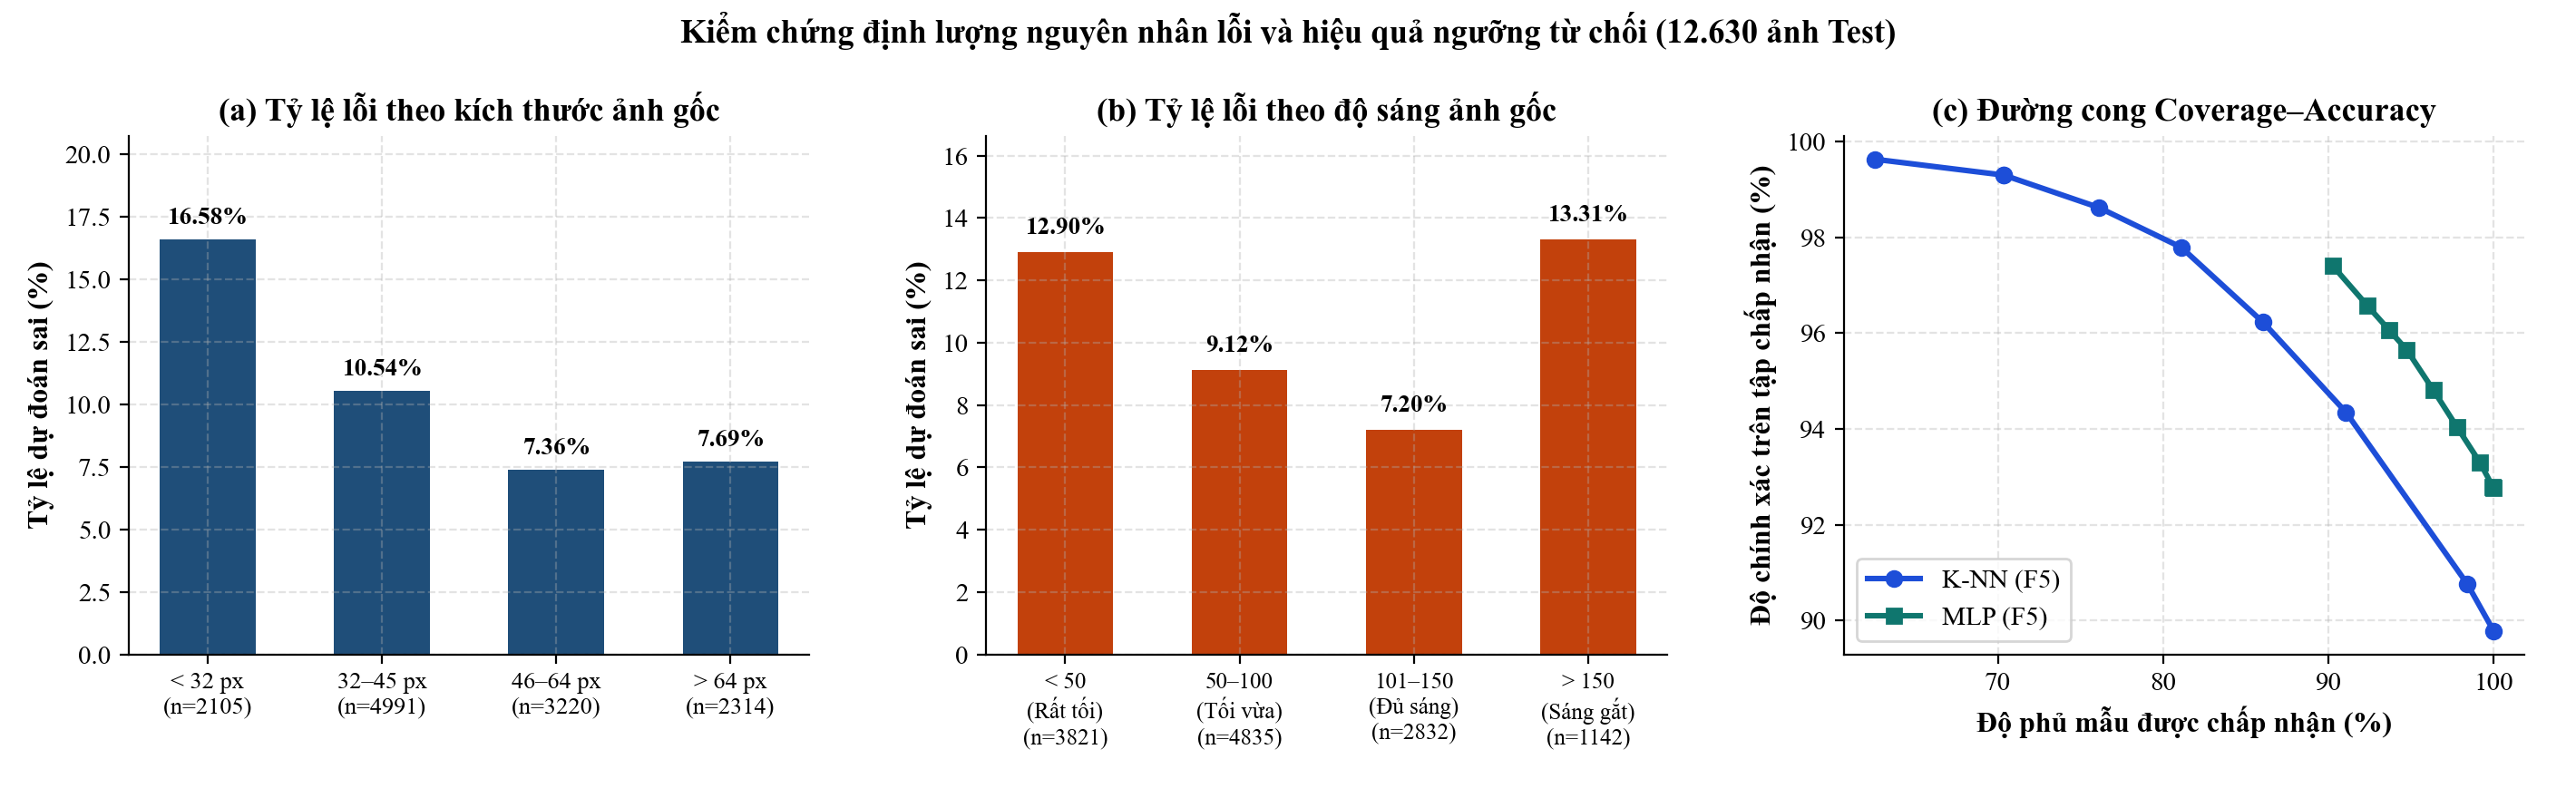 Kiểm chứng định lượng nguyên nhân lỗi và hiệu quả ngưỡng từ chối (12.630 ảnh Test)
(a) Tỷ lệ lỗi theo kích thước ảnh gốc
Tỷ lệ dự đoán sai (%)
20.0
17.5
15.0
12.5
10.0
7.5
5.0
2.5
0.0
16.58%
10.54%
7.36%
7.69%
< 32 px
(n=2105)
32–45 px
(n=4991)
46–64 px
(n=3220)
> 64 px
(n=2314)
(b) Tỷ lệ lỗi theo độ sáng ảnh gốc
Tỷ lệ dự đoán sai (%)
16
14
12
10
8
6
4
2
0
12.90%
9.12%
7.20%
13.31%
< 50
(Rất tối)
(n=3821)
50–100
(Tối vừa)
(n=4835)
101–150
(Đủ sáng)
(n=2832)
> 150
(Sáng gắt)
(n=1142)
(c) Đường cong Coverage–Accuracy
Độ chính xác trên tập chấp nhận (%)
100
98
96
94
92
90
K-NN (F5)
MLP (F5)
70
80
90
100
Độ phủ mẫu được chấp nhận (%)